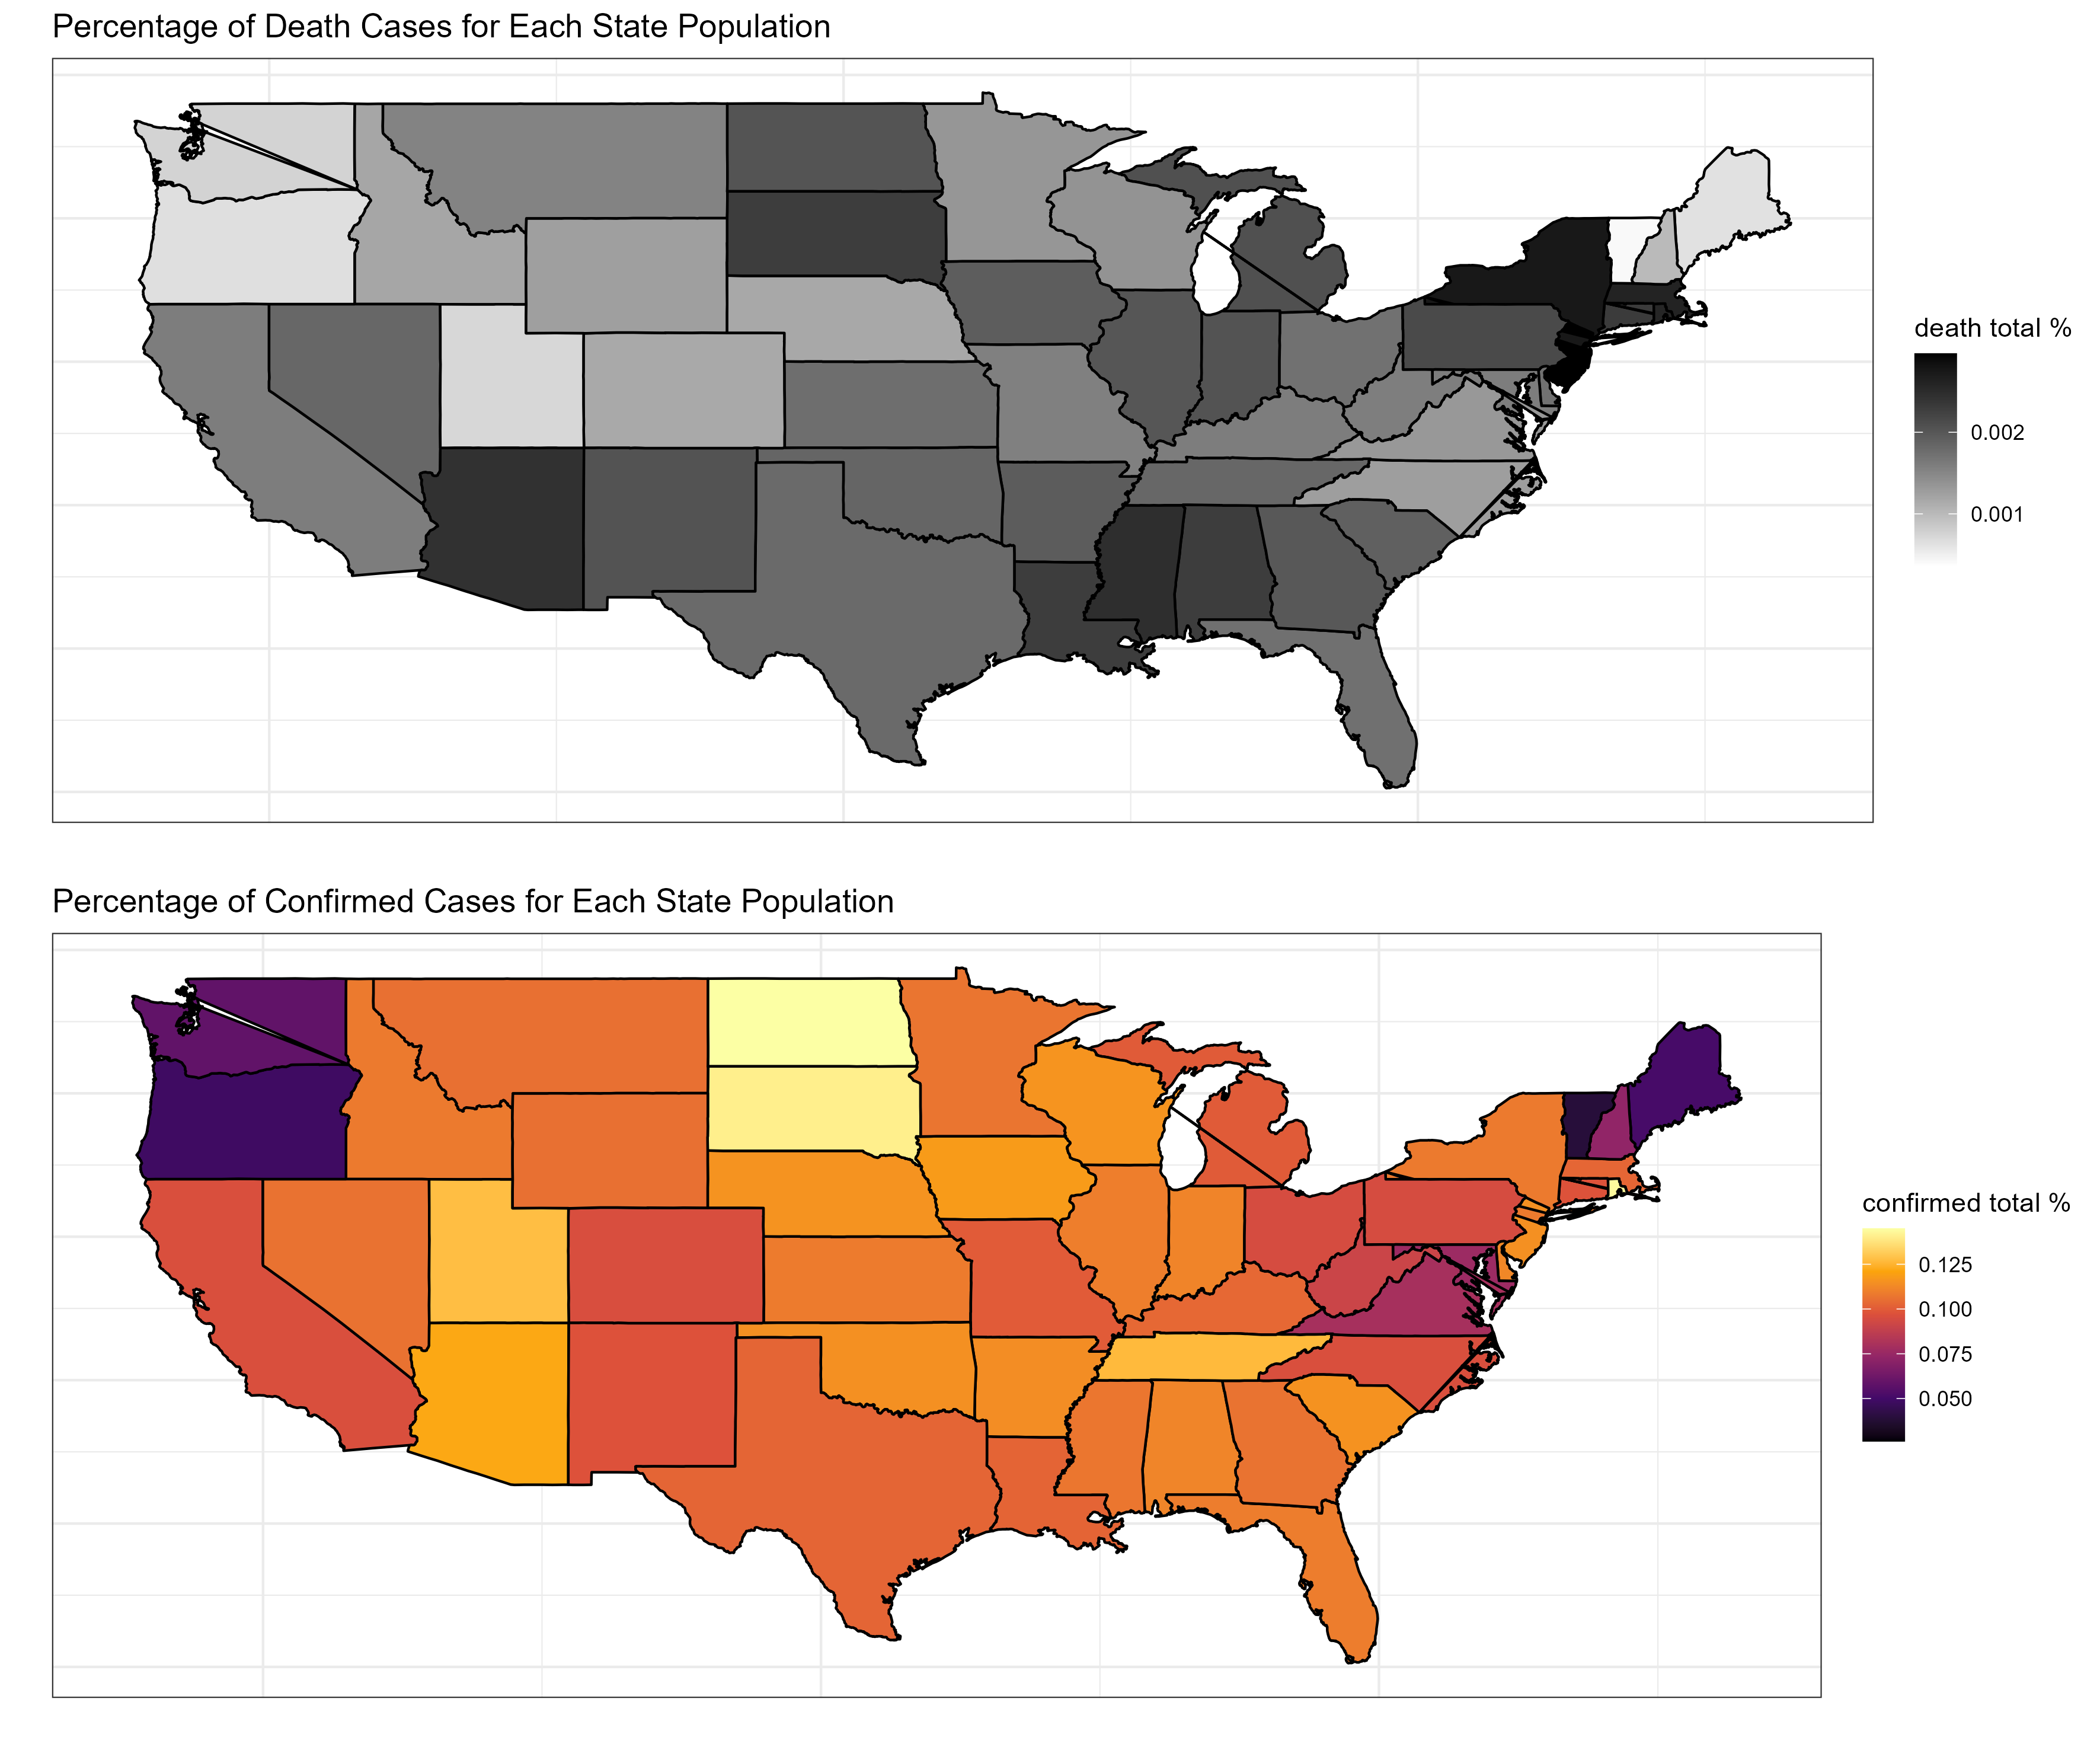 Percentage of Death Cases for Each State Population
death total %
0.002
0.001
Percentage of Confirmed Cases for Each State Population
confirmed total %
0.125
0.100
0.075
0.050